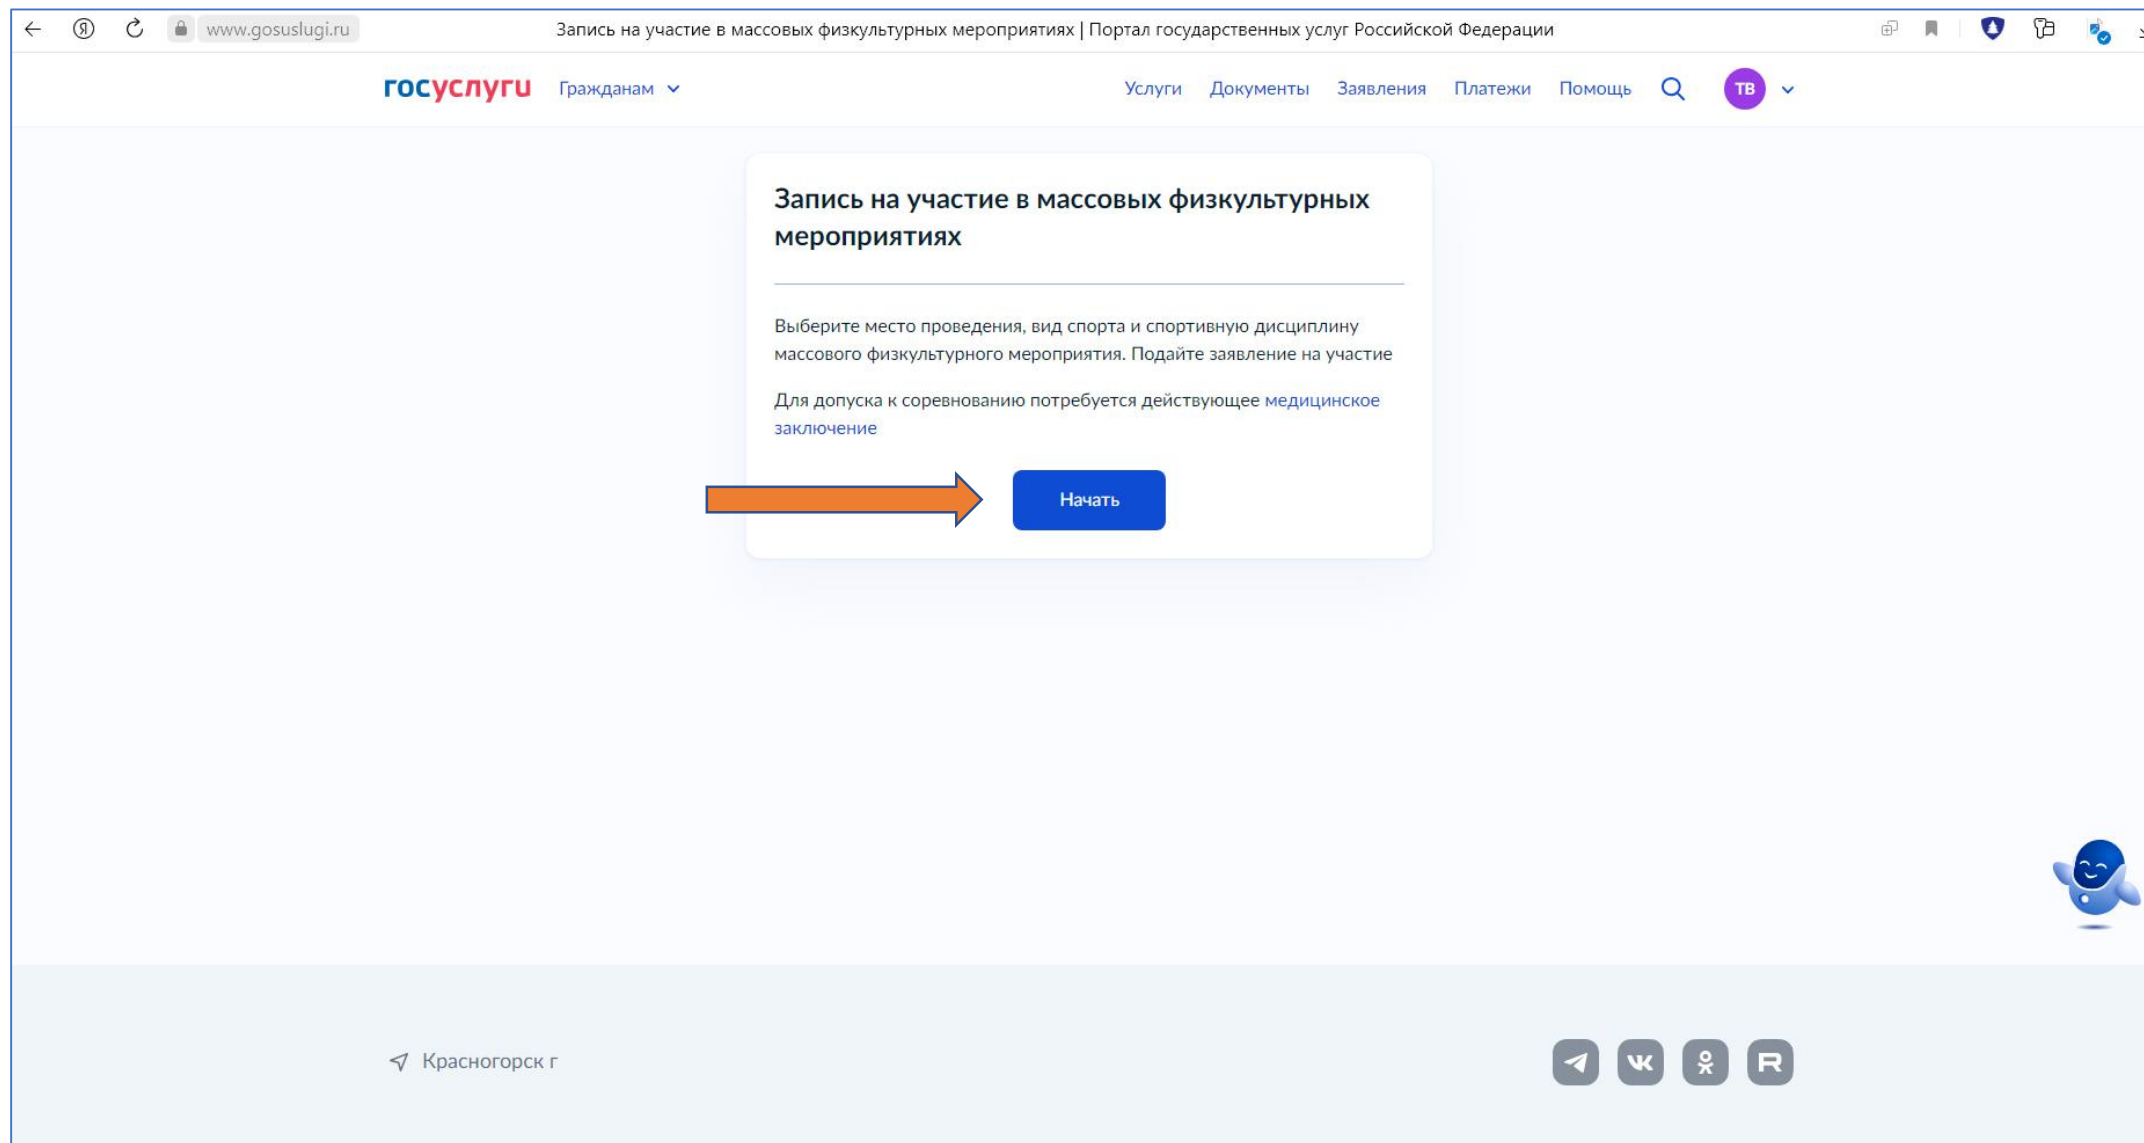 www.gosuslugi.ru
Запись на участие в массовых физкультурных мероприятиях | Портал государственных услуг Российской Федерации
госуслуги
Гражданам
Услуги
Документы
Заявления
Платежи
Помощь
ТВ
Запись на участие в массовых физкультурных
мероприятиях
Выберите место проведения, вид спорта и спортивную дисциплину
массового физкультурного мероприятия. Подайте заявление на участие
Для допуска к соревнованию потребуется действующее медицинское
заключение
Начать
Красногорск г